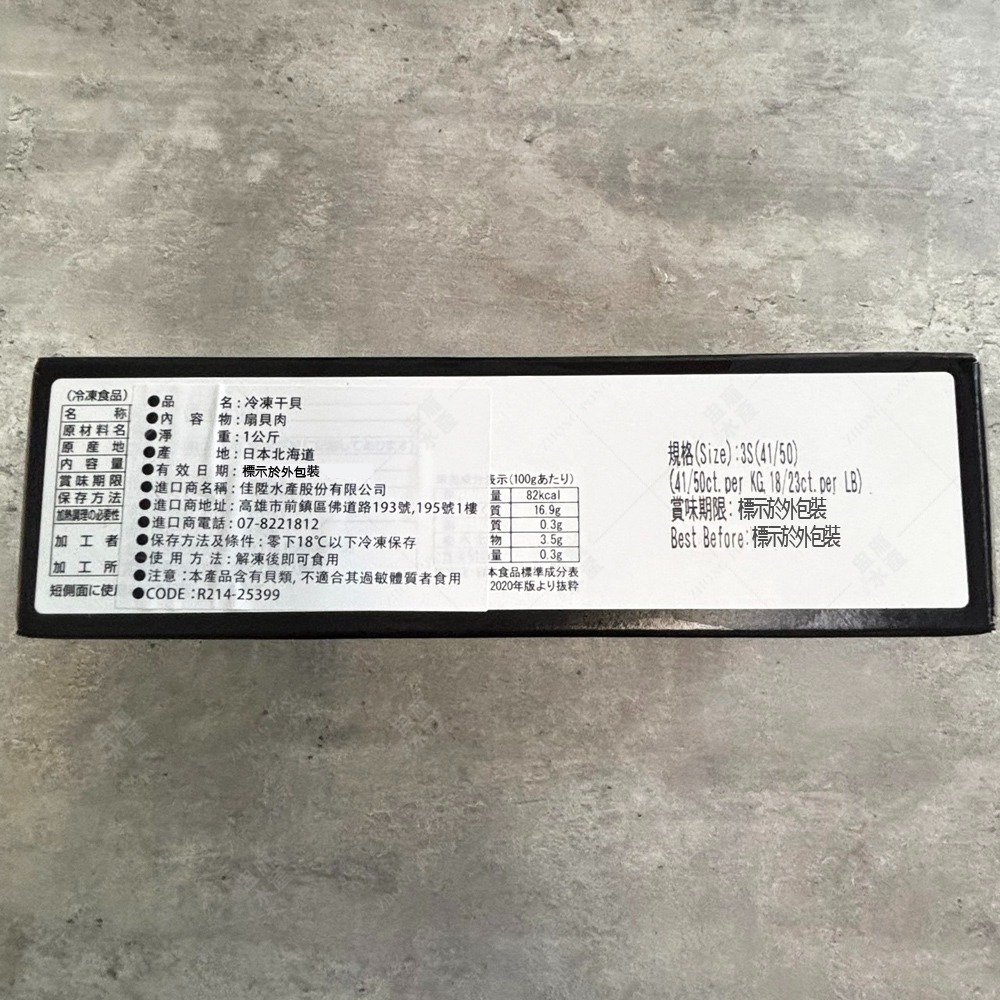 (冷凍食品)
名 称
原材料名
原産地
内容量
賞味期限
保存方法
加熱調理の必要性
加工者
加工所
短側面に使
●品 名:冷凍干貝
●內容物:扇貝肉
●淨 重:1公斤
●產 地:日本北海道
●有效日期:標示於外包裝
●進口商名稱:佳陞水產股份有限公司
●進口商地址:高雄市前鎮區佛道路193號,195號1樓
●進口商電話:07-8221812
●保存方法及條件:零下18℃以下冷凍保存
●使用方法:解凍後即可食用
●注意:本產品含有貝類,不適合其過敏體質者食用
●CODE:R214-25399
表示(100gあたり)
量 82kcal
質 16.9g
質 0.3g
物 3.5g
量 0.3g
本食品標準成分表
2020年版より抜粋
規格(Size):3S(41/50)
(41/50ct.per KG,18/23ct.per LB)
賞味期限:標示於外包裝
Best Before:標示於外包裝